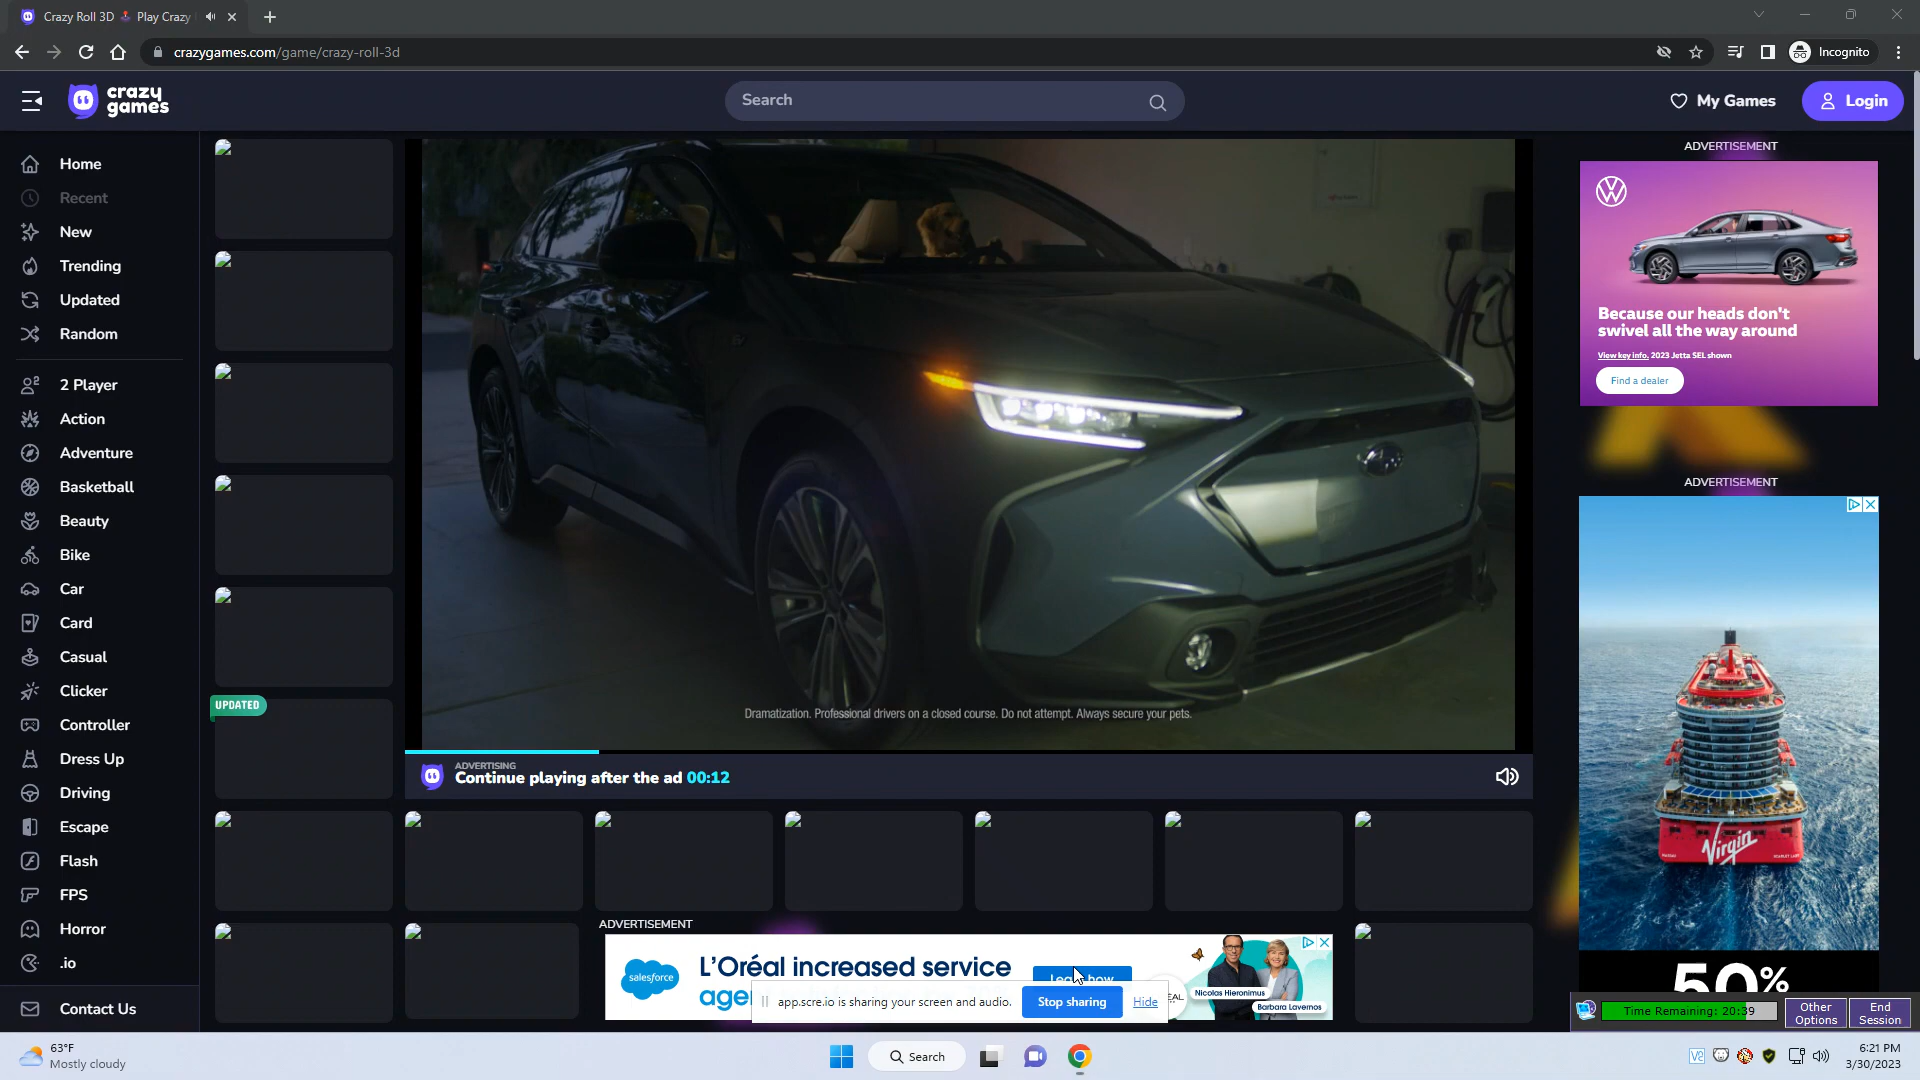 Crazy Roll 3D 🕹️ Play Crazy
crazygames.com/game/crazy-roll-3d
Incognito
crazy games
Search
My Games
Login
Home
Recent
New
Trending
Updated
Random
2 Player
Action
Adventure
Basketball
Beauty
Bike
Car
Card
Casual
Clicker
Controller
Dress Up
Driving
Escape
Flash
FPS
Horror
.io
Contact Us
UPDATED
Dramatization. Professional drivers on a closed course. Do not attempt. Always secure your pets.
ADVERTISING
Continue playing after the ad 00:12
ADVERTISEMENT
Because our heads don't
swivel all the way around
View key info. 2023 Jetta SEL shown
Find a dealer
ADVERTISEMENT
Virgin
50%
ADVERTISEMENT
salesforce
L'Oréal increased service
Nicolas Hieronimus
Barbara Lavernos
app.scre.io is sharing your screen and audio.
Stop sharing
Hide
Time Remaining: 20:39
Other
Options
End
Session
63°F
Mostly cloudy
Search
6:21 PM
3/30/2023